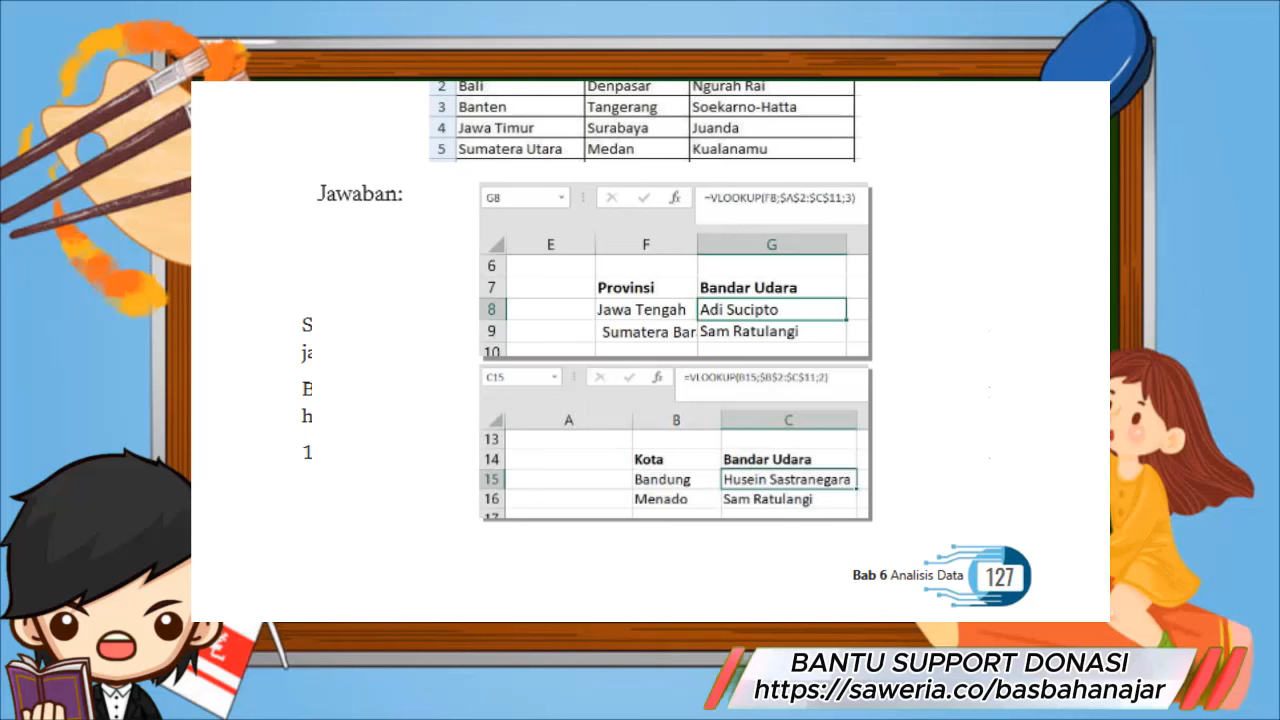 2 Bali Denpasar Ngurah Rai
3 Banten Tangerang Soekarno-Hatta
4 Jawa Timur Surabaya Juanda
5 Sumatera Utara Medan Kualanamu
Jawaban:
G8 fx =VLOOKUP(F8;$A$2:$C$11;3)
E F G
6
7 Provinsi Bandar Udara
8 Jawa Tengah Adi Sucipto
9 Sumatera Bar Sam Ratulangi
10
S
ja
B
h
1
C15 fx =VLOOKUP(B15;$B$2:$C$11;2)
A B C
13
14 Kota Bandar Udara
15 Bandung Husein Sastranegara
16 Menado Sam Ratulangi
17
Bab 6 Analisis Data 127
BANTU SUPPORT DONASI
https://saweria.co/basbahanajar